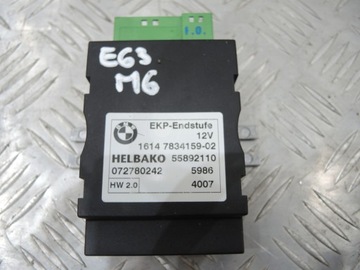 1.0.
E63
M6
EKP-Endstufe
12V
1614 7834159-02
HELBAKO 55892110
072780242 5986
HW 2.0 4007